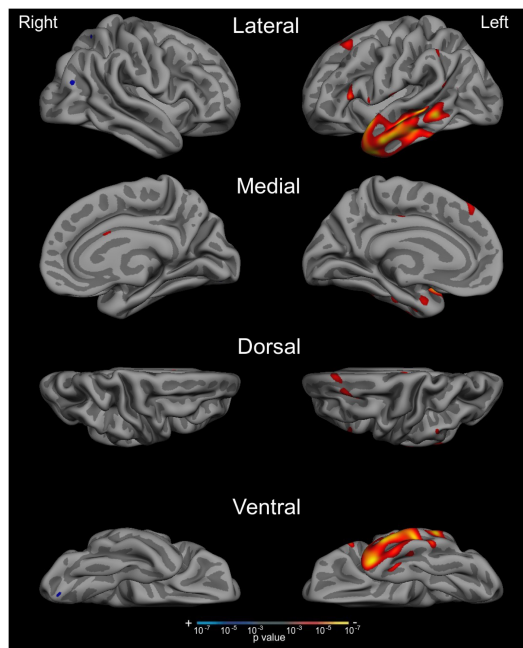 Right
Lateral
Left
Medial
Dorsal
Ventral
+ -
10⁻⁷ 10⁻⁵ 10⁻³ 10⁻³ 10⁻⁵ 10⁻⁷
p value